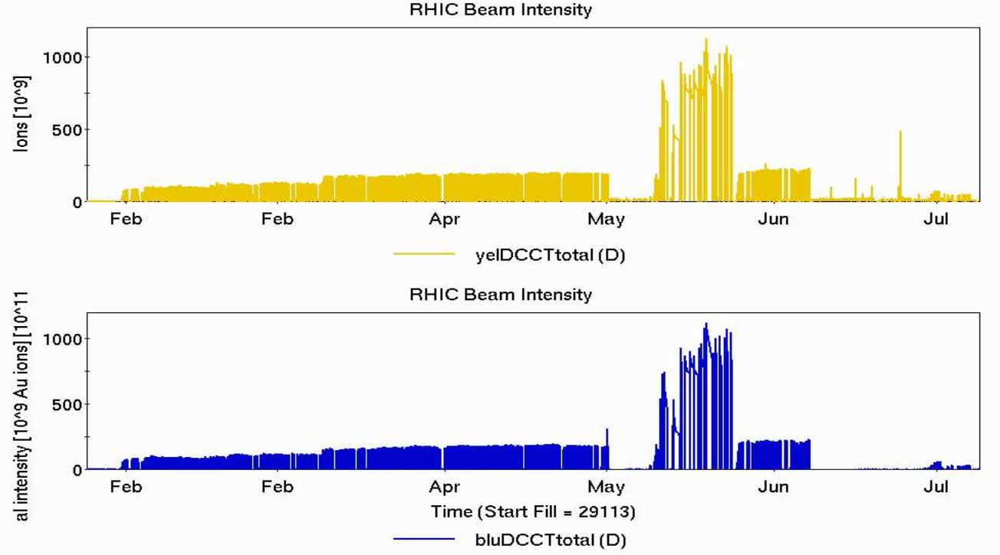 RHIC Beam Intensity
Ions [10^9]
1000
500
0
Feb Feb Apr May Jun Jul
yelDCCTtotal (D)
RHIC Beam Intensity
al intensity [10^9 Au ions] [10^11
1000
500
0
Feb Feb Apr May Jun Jul
Time (Start Fill = 29113)
bluDCCTtotal (D)